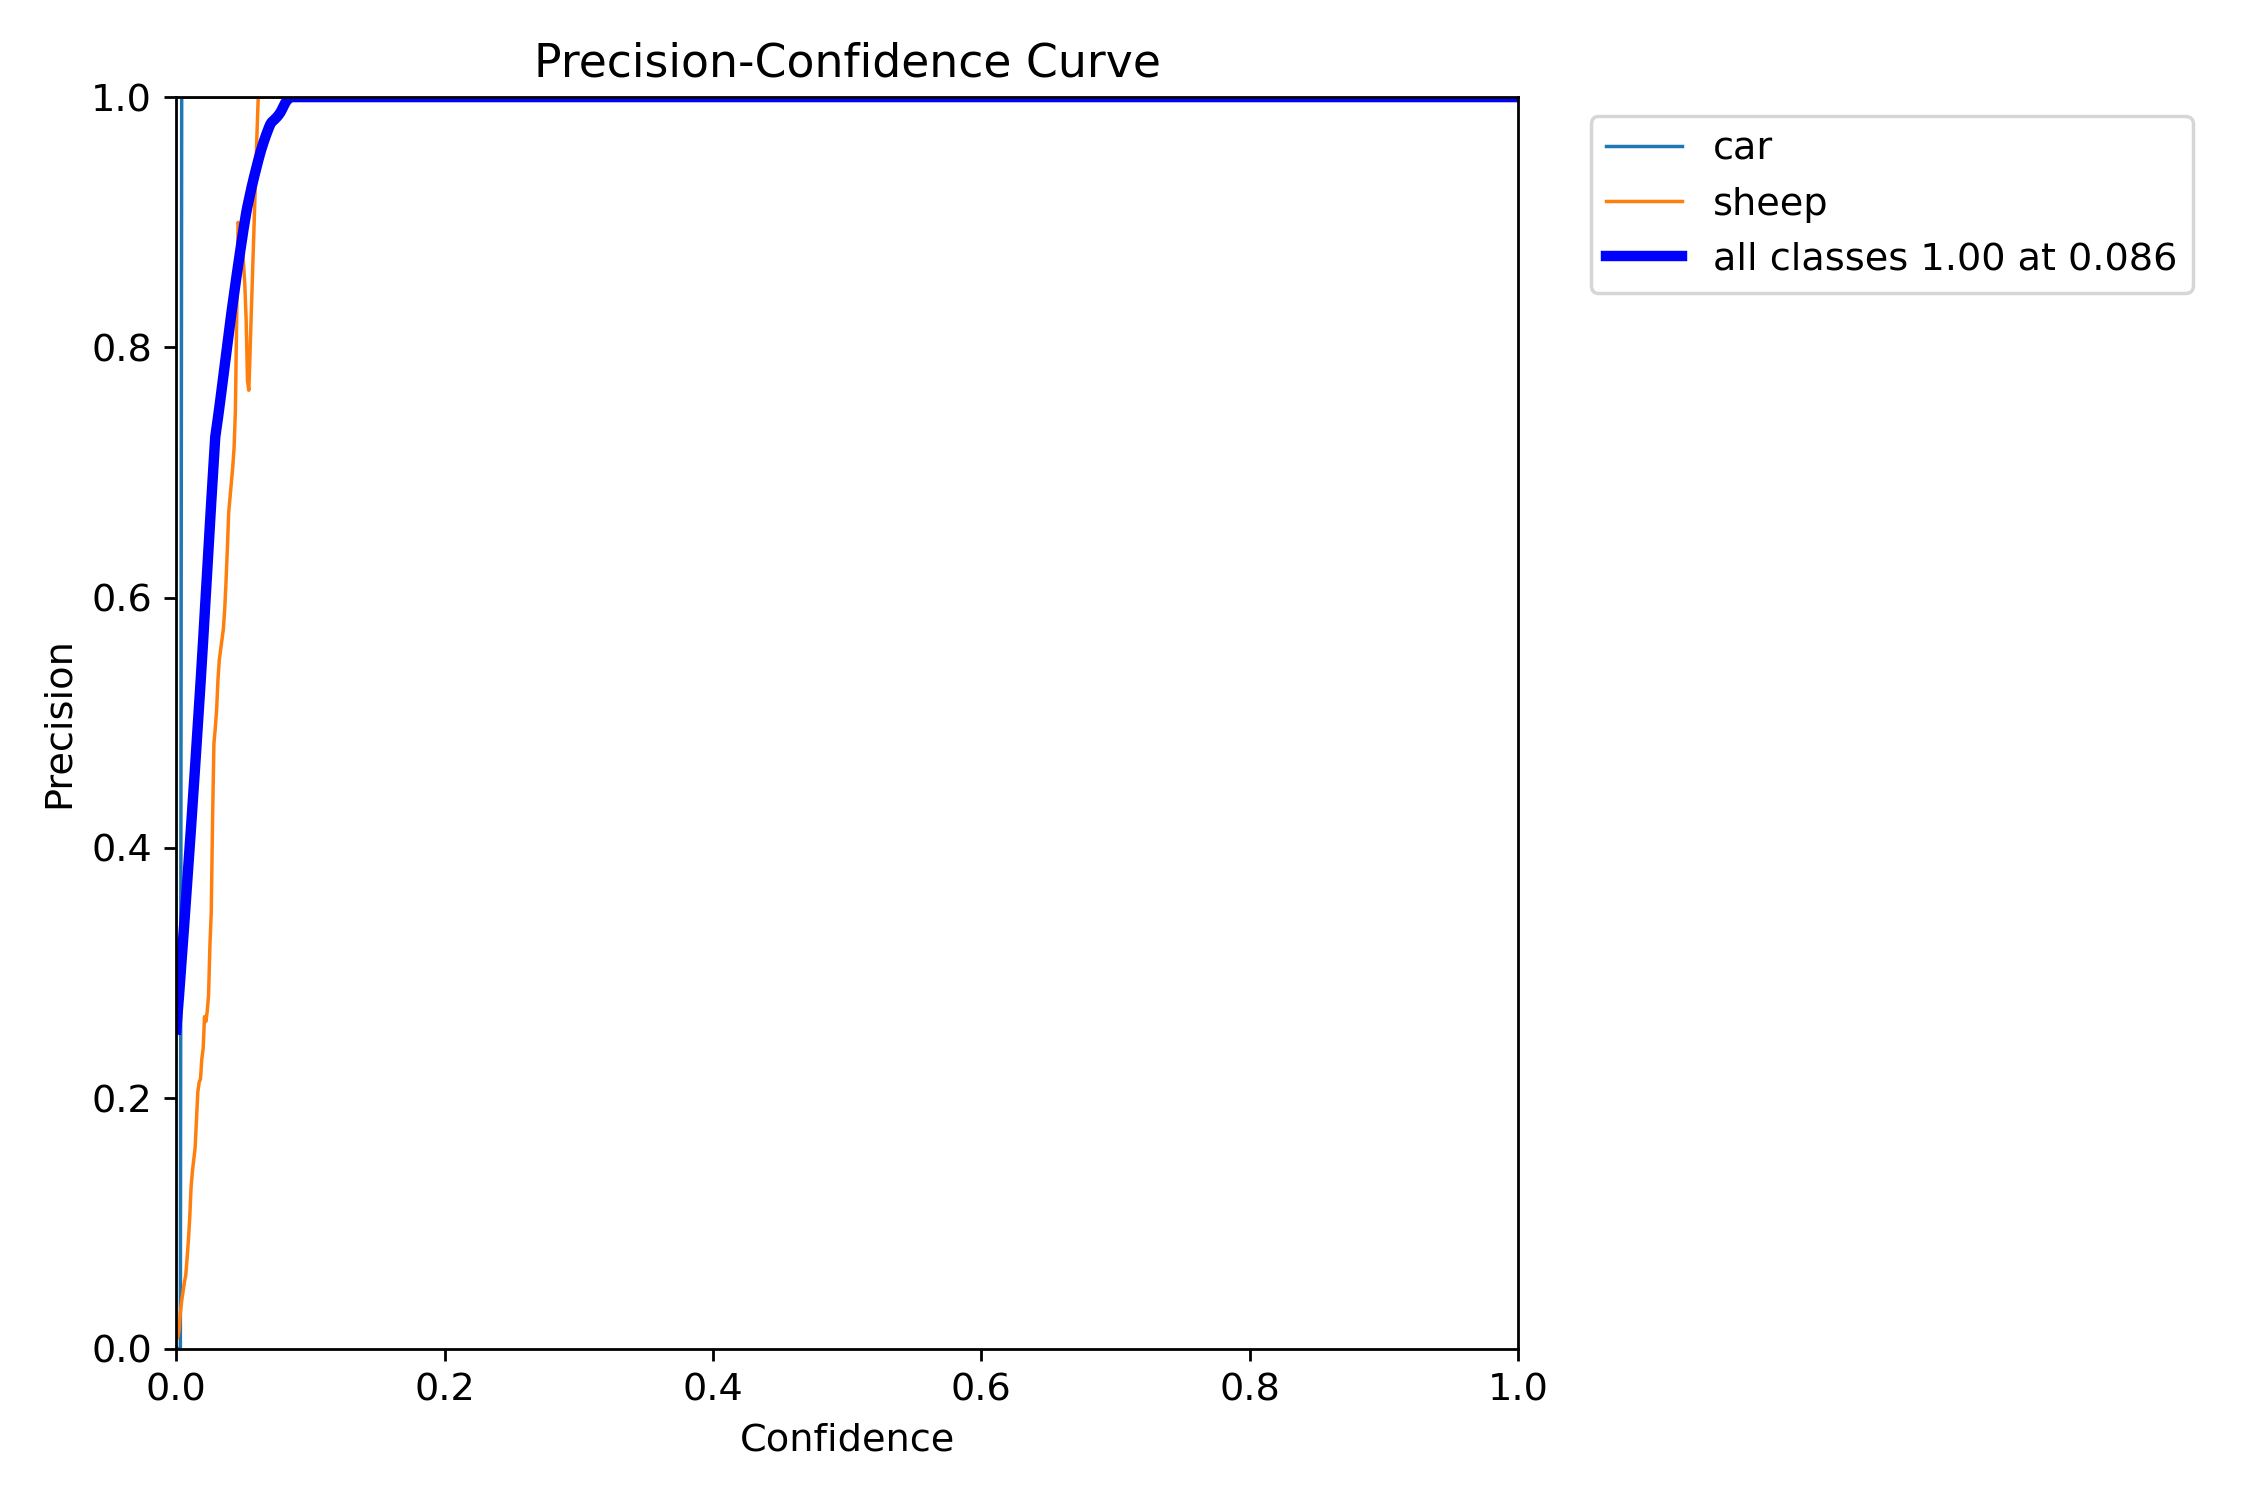 Precision-Confidence Curve
1.0
0.8
0.6
0.4
0.2
0.0
Precision
0.0 0.2 0.4 0.6 0.8 1.0
Confidence
car
sheep
all classes 1.00 at 0.086